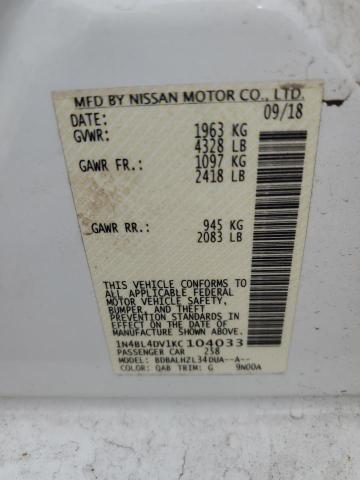 MFD BY NISSAN MOTOR CO., LTD.
DATE: 09/18
GVWR: 1963 KG
4328 LB
GAWR FR.: 1097 KG
2418 LB
GAWR RR.: 945 KG
2083 LB
THIS VEHICLE CONFORMS
TO ALL APPLICABLE FEDERAL
MOTOR VEHICLE SAFETY,
BUMPER, AND THEFT
PREVENTION STANDARDS IN
EFFECT ON THE DATE OF
MANUFACTURE SHOWN ABOVE.
1N4BL4DV1KC104033
PASSENGER CAR 258
MODEL: BDBALHZL34DUA--A--
COLOR: QAB TRIM: G 9N00A